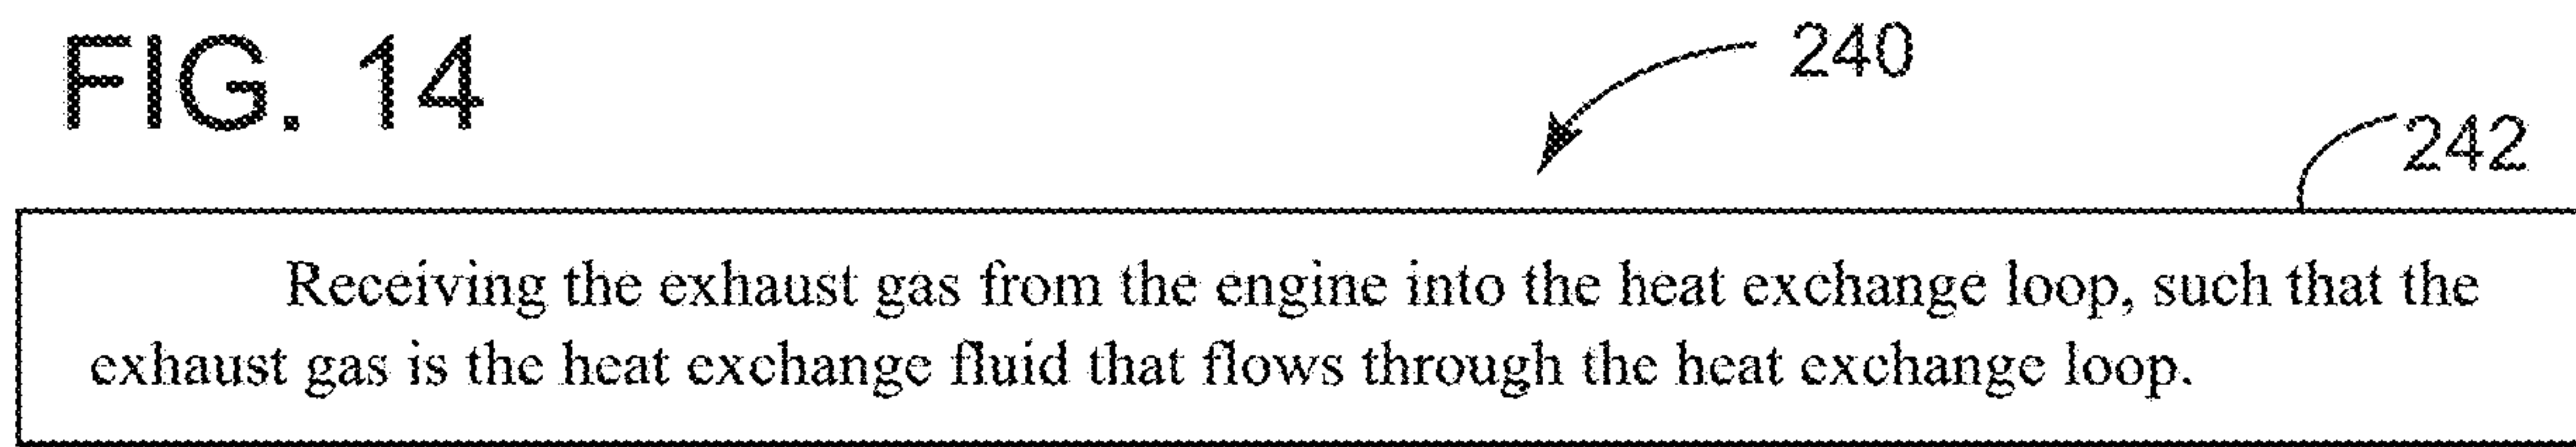 FIG. 14
240
242
Receiving the exhaust gas from the engine into the heat exchange loop, such that the
exhaust gas is the heat exchange fluid that flows through the heat exchange loop.